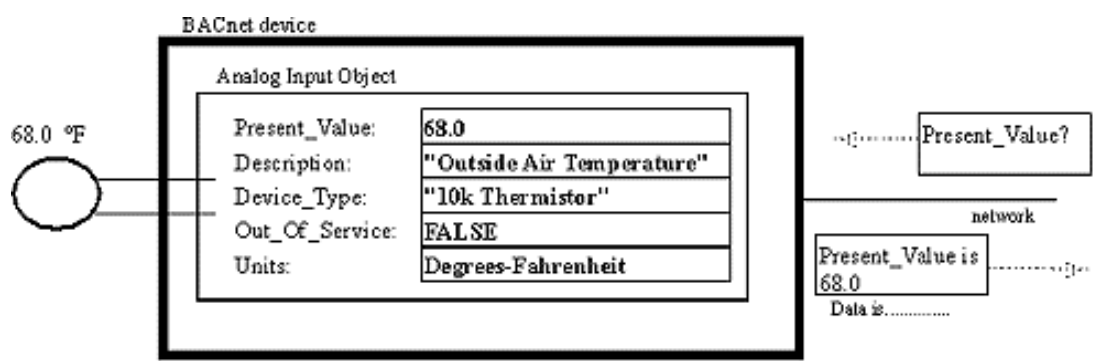 BACnet device
Analog Input Object
68.0 ºF
Present_Value: 68.0
Description: "Outside Air Temperature"
Device_Type: "10k Thermistor"
Out_Of_Service: FALSE
Units: Degrees-Fahrenheit
Present_Value?
network
Present_Value is
68.0
Data is..............